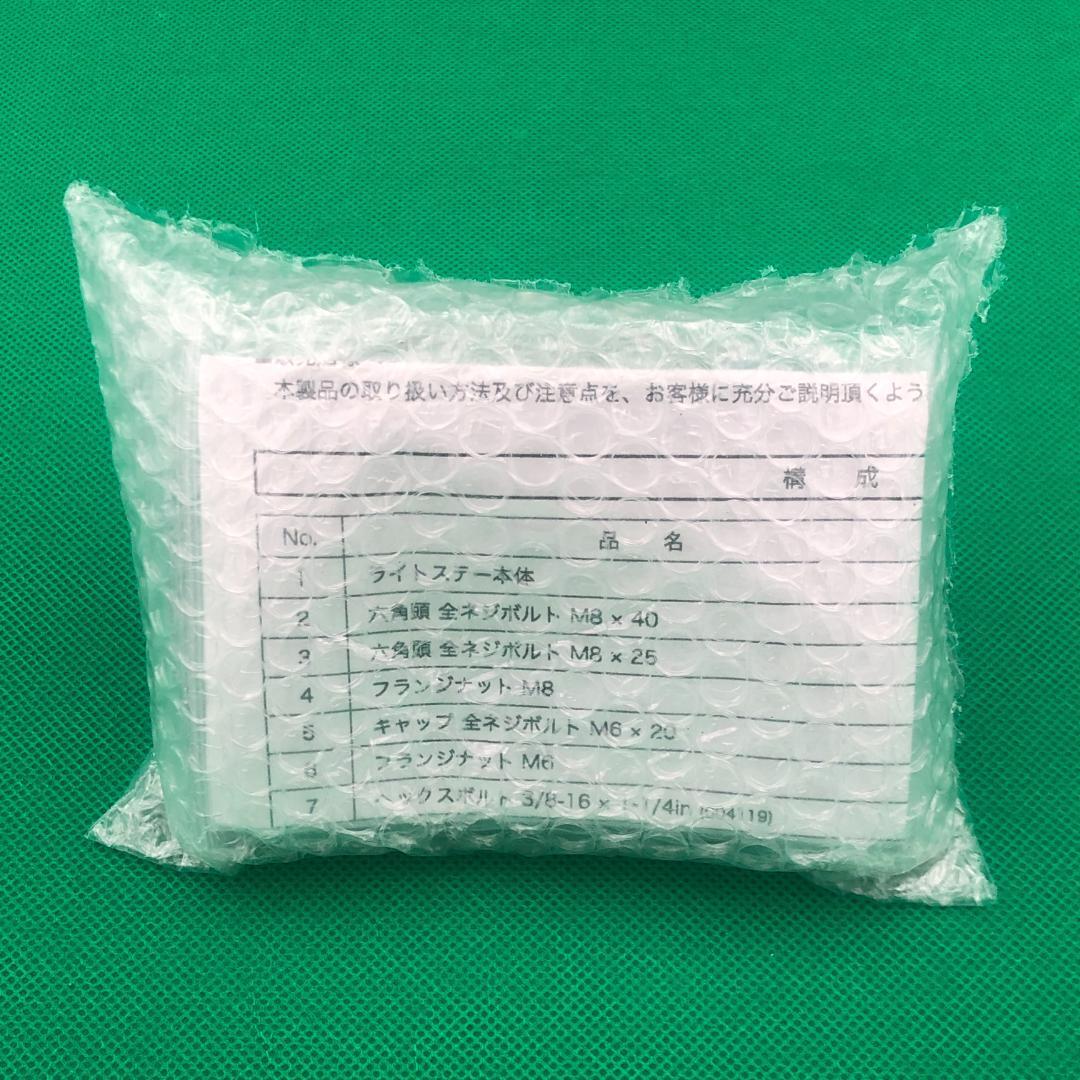 本製品の取り扱い方法及び注意点を、お客様に充分ご説明頂くよう
構 成
No. 品 名
1 ライトステー本体
2 六角頭 全ネジボルト M8 × 40
3 六角頭 全ネジボルト M8 × 25
4 フランジナット M8
5 キャップ 全ネジボルト M6 × 20
6 フランジナット M6
7 ヘックスボルト 3/8-16 × 1-1/4in